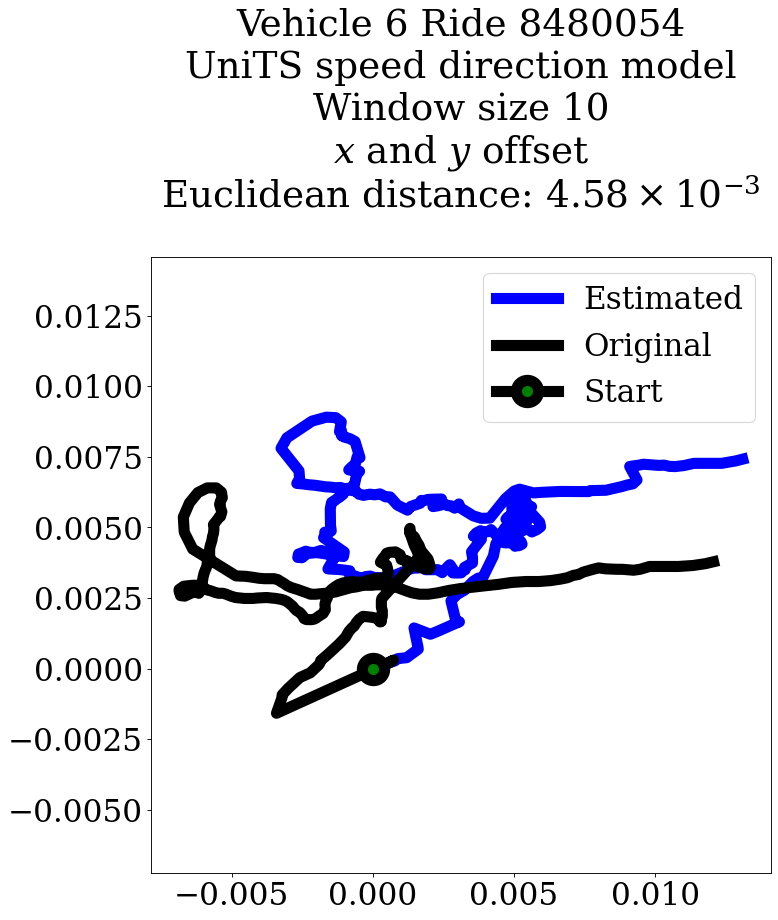 Vehicle 6 Ride 8480054
UniTS speed direction model
Window size 10
x and y offset
Euclidean distance: 4.58 × 10⁻³
Estimated
Original
Start
0.0125
0.0100
0.0075
0.0050
0.0025
0.0000
−0.0025
−0.0050
−0.005 0.000 0.005 0.010